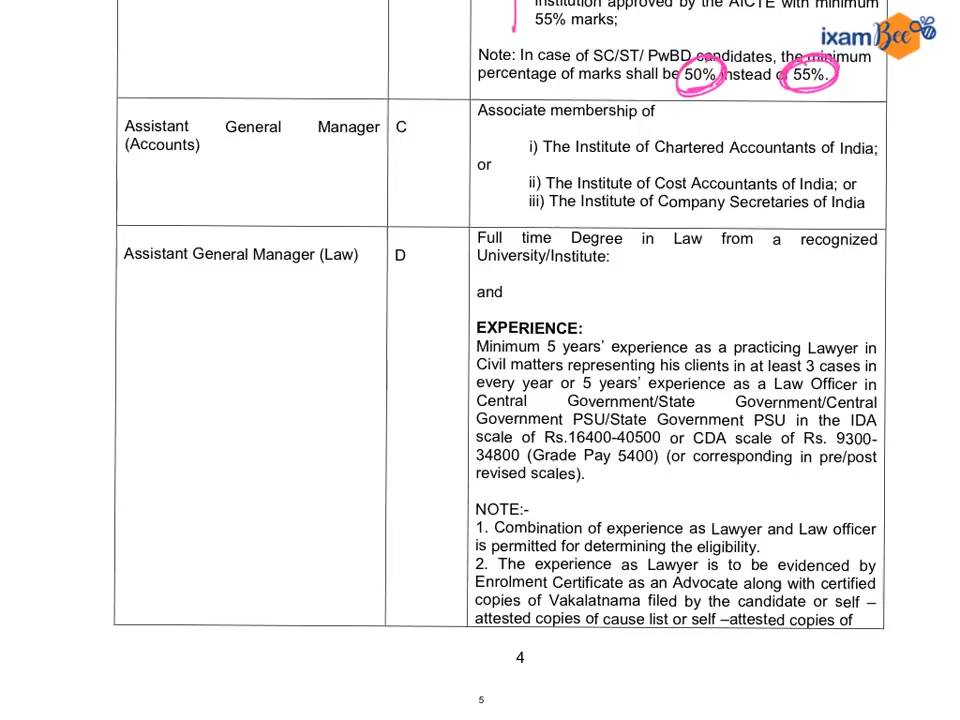 institution approved by the AICTE with minimum
55% marks;
ixamBee
Note: In case of SC/ST/ PwBD candidates, the minimum
percentage of marks shall be 50% instead of 55%.
Assistant General Manager
(Accounts)
C
Associate membership of
i) The Institute of Chartered Accountants of India;
or
ii) The Institute of Cost Accountants of India; or
iii) The Institute of Company Secretaries of India
Assistant General Manager (Law)
D
Full time Degree in Law from a recognized
University/Institute:
and
EXPERIENCE:
Minimum 5 years’ experience as a practicing Lawyer in
Civil matters representing his clients in at least 3 cases in
every year or 5 years’ experience as a Law Officer in
Central Government/State Government/Central
Government PSU/State Government PSU in the IDA
scale of Rs.16400-40500 or CDA scale of Rs. 9300-
34800 (Grade Pay 5400) (or corresponding in pre/post
revised scales).
NOTE:-
1. Combination of experience as Lawyer and Law officer
is permitted for determining the eligibility.
2. The experience as Lawyer is to be evidenced by
Enrolment Certificate as an Advocate along with certified
copies of Vakalatnama filed by the candidate or self –
attested copies of cause list or self –attested copies of
4
5